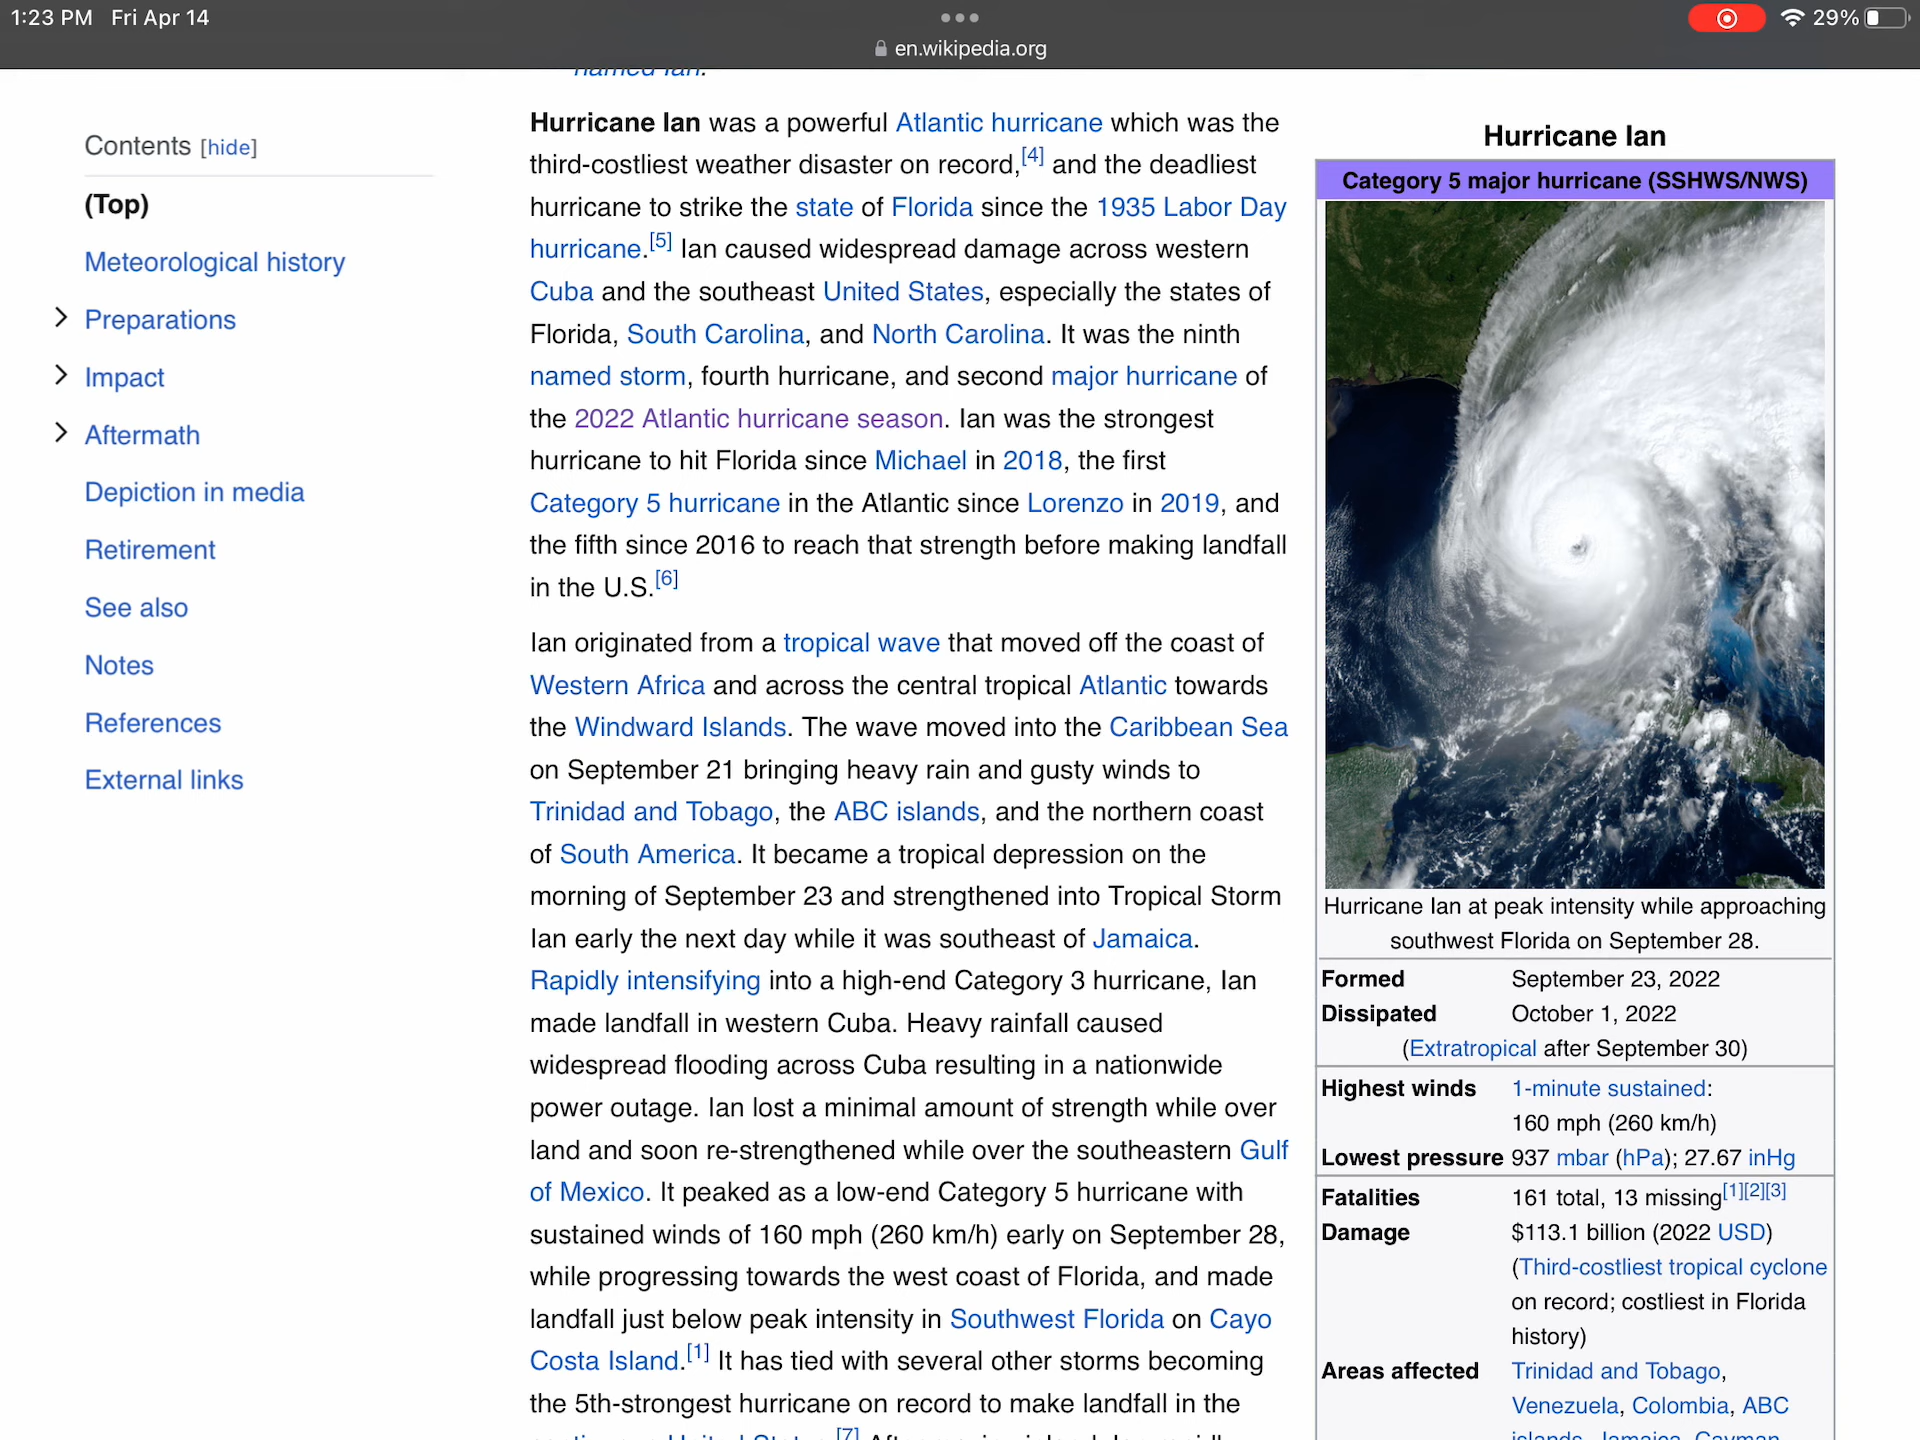 1:23 PM Fri Apr 14
29%
en.wikipedia.org
named Ian.
Contents [hide]
(Top)
Meteorological history
Preparations
Impact
Aftermath
Depiction in media
Retirement
See also
Notes
References
External links
Hurricane Ian was a powerful Atlantic hurricane which was the
third-costliest weather disaster on record,[4] and the deadliest
hurricane to strike the state of Florida since the 1935 Labor Day
hurricane.[5] Ian caused widespread damage across western
Cuba and the southeast United States, especially the states of
Florida, South Carolina, and North Carolina. It was the ninth
named storm, fourth hurricane, and second major hurricane of
the 2022 Atlantic hurricane season. Ian was the strongest
hurricane to hit Florida since Michael in 2018, the first
Category 5 hurricane in the Atlantic since Lorenzo in 2019, and
the fifth since 2016 to reach that strength before making landfall
in the U.S.[6]
Ian originated from a tropical wave that moved off the coast of
Western Africa and across the central tropical Atlantic towards
the Windward Islands. The wave moved into the Caribbean Sea
on September 21 bringing heavy rain and gusty winds to
Trinidad and Tobago, the ABC islands, and the northern coast
of South America. It became a tropical depression on the
morning of September 23 and strengthened into Tropical Storm
Ian early the next day while it was southeast of Jamaica.
Rapidly intensifying into a high-end Category 3 hurricane, Ian
made landfall in western Cuba. Heavy rainfall caused
widespread flooding across Cuba resulting in a nationwide
power outage. Ian lost a minimal amount of strength while over
land and soon re-strengthened while over the southeastern Gulf
of Mexico. It peaked as a low-end Category 5 hurricane with
sustained winds of 160 mph (260 km/h) early on September 28,
while progressing towards the west coast of Florida, and made
landfall just below peak intensity in Southwest Florida on Cayo
Costa Island.[1] It has tied with several other storms becoming
the 5th-strongest hurricane on record to make landfall in the
[7]
Hurricane Ian
Category 5 major hurricane (SSHWS/NWS)
Hurricane Ian at peak intensity while approaching
southwest Florida on September 28.
Formed September 23, 2022
Dissipated October 1, 2022
(Extratropical after September 30)
Highest winds 1-minute sustained:
160 mph (260 km/h)
Lowest pressure 937 mbar (hPa); 27.67 inHg
Fatalities 161 total, 13 missing[1][2][3]
Damage $113.1 billion (2022 USD)
(Third-costliest tropical cyclone
on record; costliest in Florida
history)
Areas affected Trinidad and Tobago,
Venezuela, Colombia, ABC
islands, Jamaica, Cayman